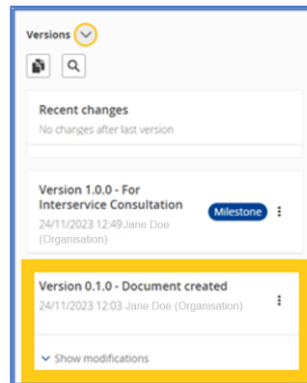 Versions
Recent changes
No changes after last version
Version 1.0.0 - For
Interservice Consultation
Milestone
24/11/2023 12:49 Jane Doe
(Organisation)
Version 0.1.0 - Document created
24/11/2023 12:03 Jane Doe (Organisation)
Show modifications